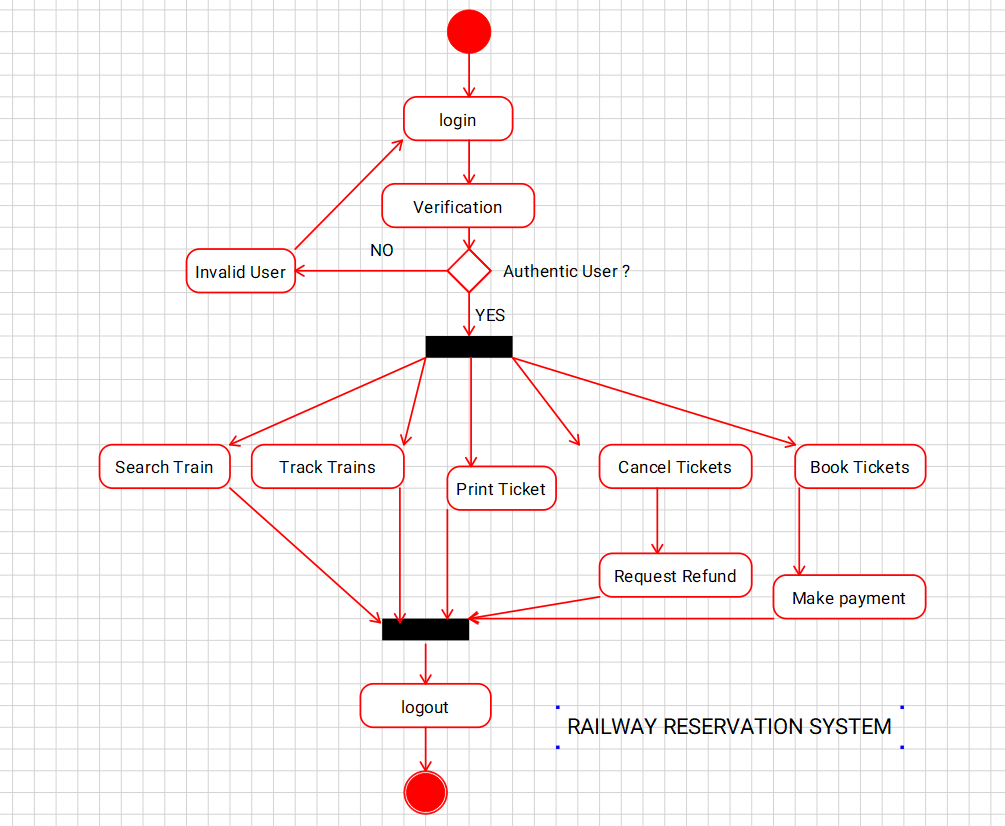 login
Verification
NO
Invalid User
Authentic User ?
YES
Search Train
Track Trains
Print Ticket
Cancel Tickets
Book Tickets
Request Refund
Make payment
logout
RAILWAY RESERVATION SYSTEM